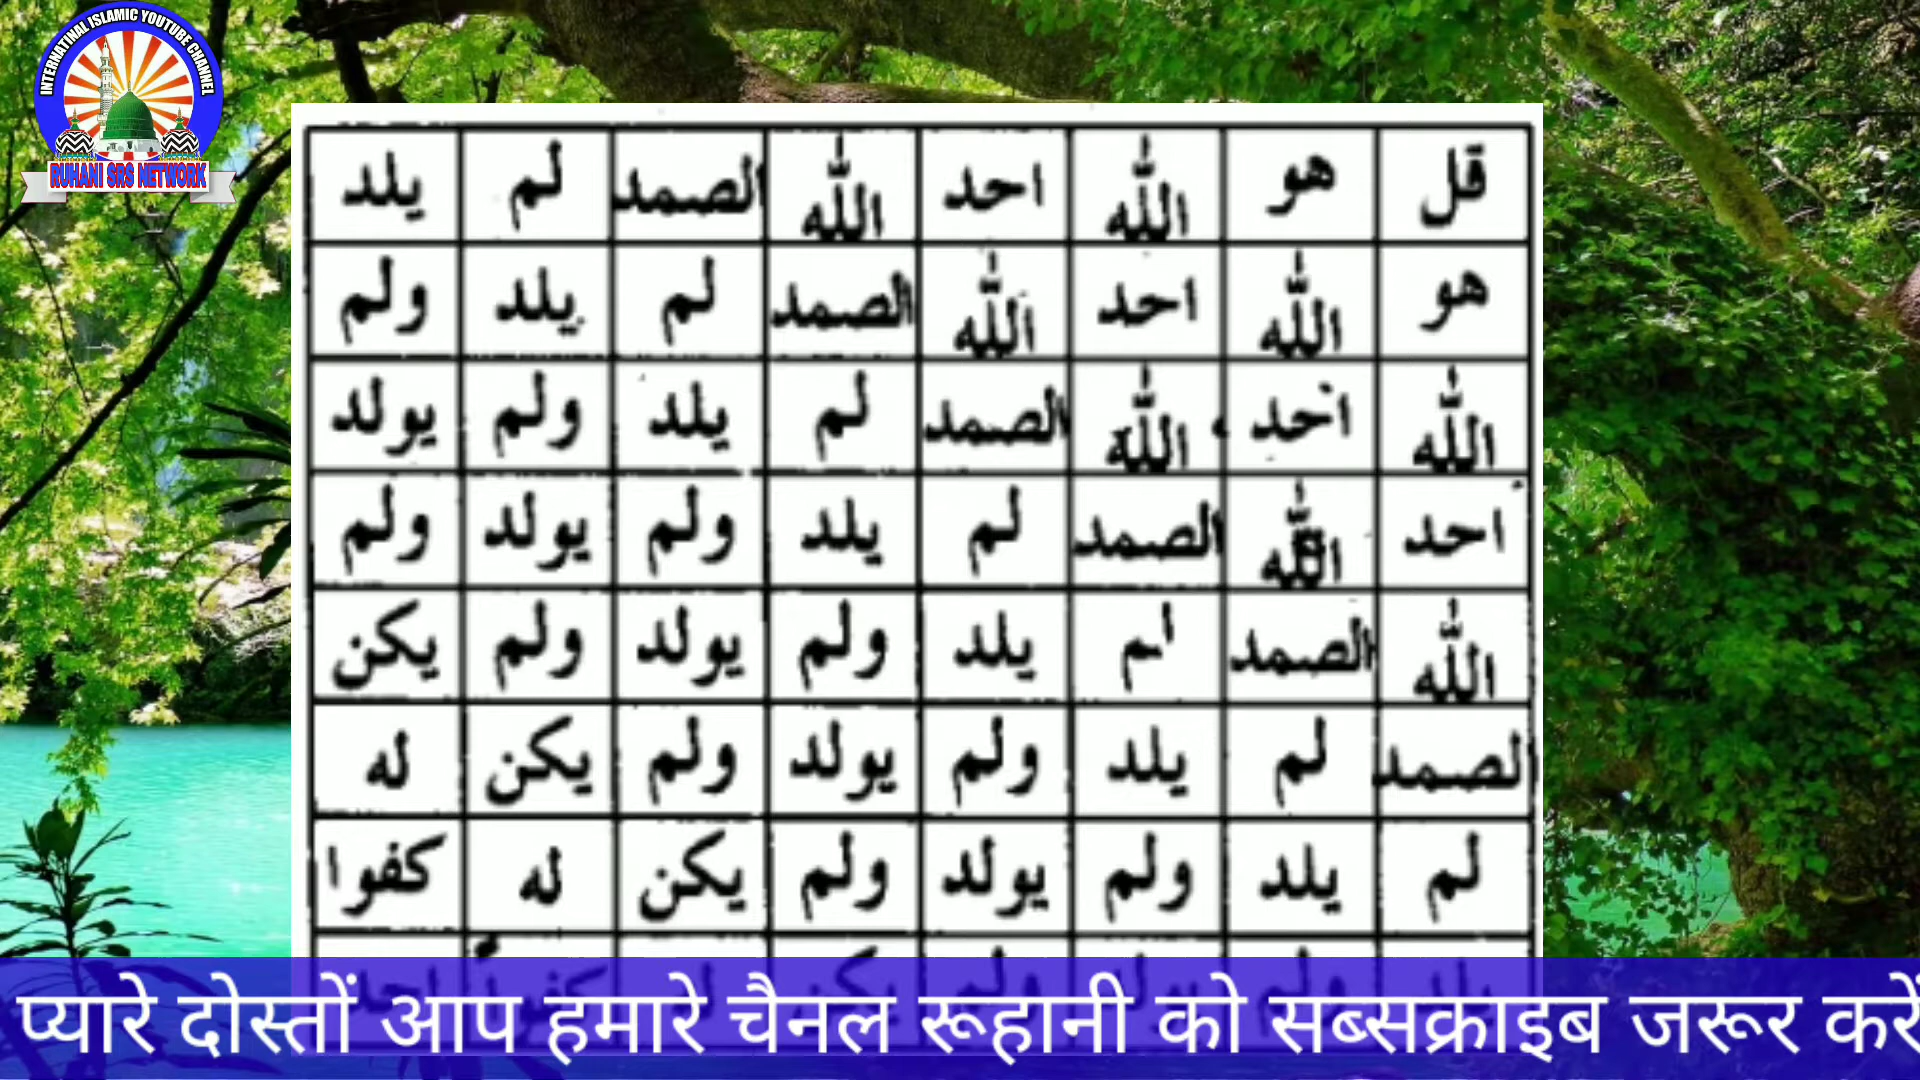 INTERNATINAL ISLAMIC YOUTUBE CHANNEL
RUHANI SRS NETWORK
قل هو الله احد الله الصمد لم يلد
هو الله احد الله الصمد لم يلد ولم
الله احد الله الصمد لم يلد ولم يولد
احد الله الصمد لم يلد ولم يولد ولم
الله الصمد لم يلد ولم يولد ولم يكن
الصمد لم يلد ولم يولد ولم يكن له
لم يلد ولم يولد ولم يكن له كفوا
प्यारे दोस्तों आप हमारे चैनल रूहानी को सब्सक्राइब जरूर करें